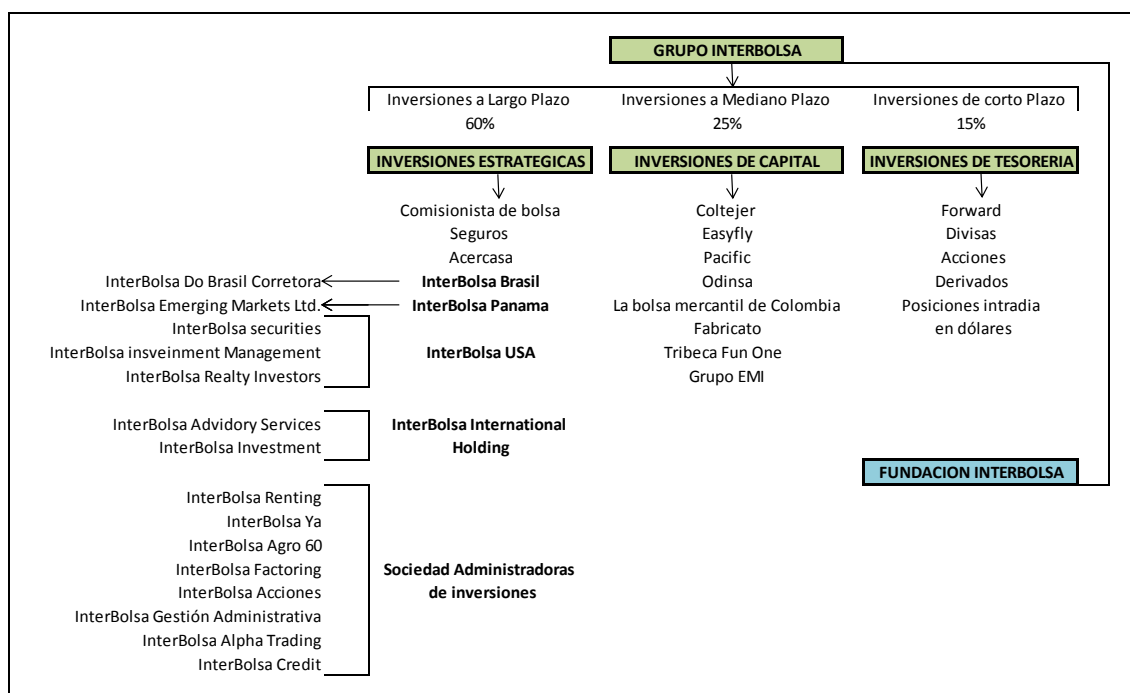 GRUPO INTERBOLSA
Inversiones a Largo Plazo
60%
Inversiones a Mediano Plazo
25%
Inversiones de corto Plazo
15%
INVERSIONES ESTRATEGICAS
INVERSIONES DE CAPITAL
INVERSIONES DE TESORERIA
Comisionista de bolsa
Seguros
Acercasa
InterBolsa Brasil
InterBolsa Panama
InterBolsa USA
InterBolsa International
Holding
Sociedad Administradoras
de inversiones
InterBolsa Do Brasil Corretora
InterBolsa Emerging Markets Ltd.
InterBolsa securities
InterBolsa insveinment Management
InterBolsa Realty Investors
InterBolsa Advidory Services
InterBolsa Investment
InterBolsa Renting
InterBolsa Ya
InterBolsa Agro 60
InterBolsa Factoring
InterBolsa Acciones
InterBolsa Gestión Administrativa
InterBolsa Alpha Trading
InterBolsa Credit
Coltejer
Easyfly
Pacific
Odinsa
La bolsa mercantil de Colombia
Fabricato
Tribeca Fun One
Grupo EMI
Forward
Divisas
Acciones
Derivados
Posiciones intradia
en dólares
FUNDACION INTERBOLSA